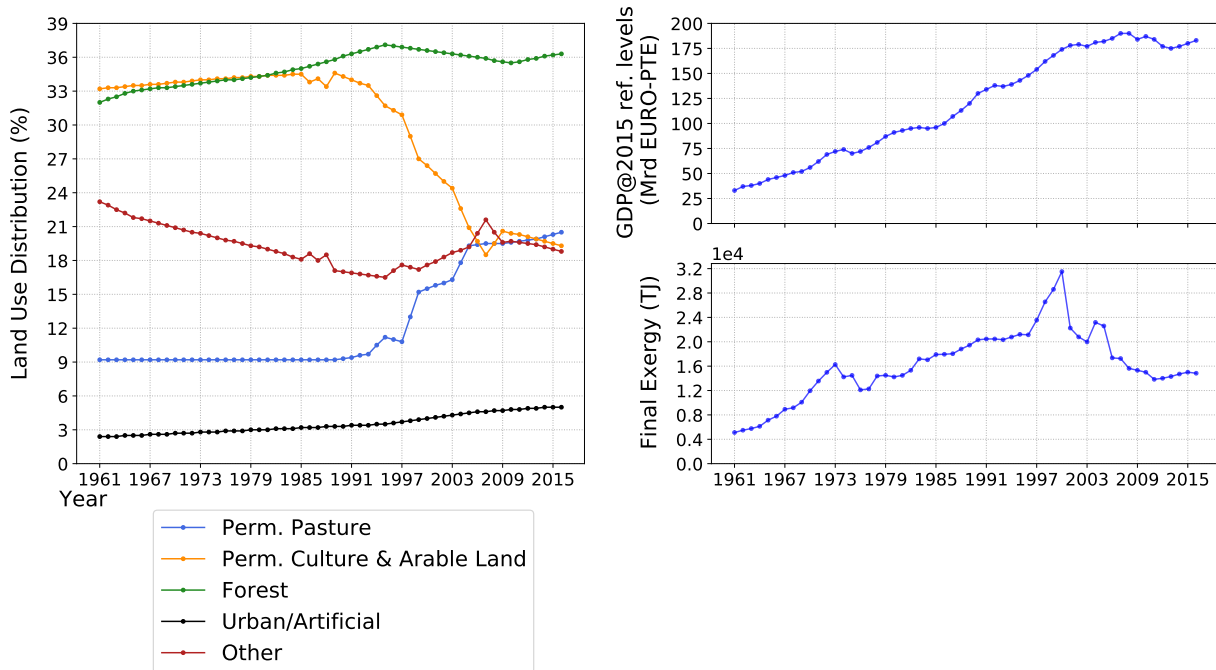 39
36
33
30
27
24
21
18
15
12
9
6
3
0
Land Use Distribution (%)
1961 1967 1973 1979 1985 1991 1997 2003 2009 2015
Year
Perm. Pasture
Perm. Culture & Arable Land
Forest
Urban/Artificial
Other
200
175
150
125
100
75
50
25
0
GDP@2015 ref. levels
(Mrd EURO-PTE)
1e4
3.2
2.8
2.4
2.0
1.6
1.2
0.8
0.4
0.0
Final Exergy (TJ)
1961 1967 1973 1979 1985 1991 1997 2003 2009 2015